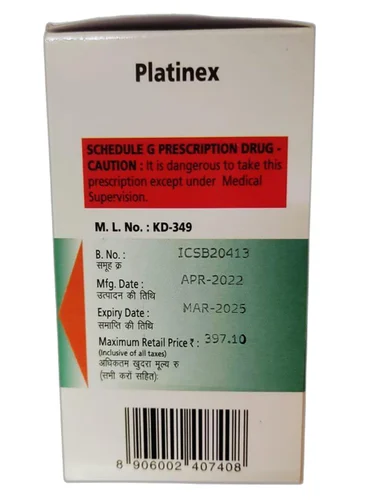 Platinex
SCHEDULE G PRESCRIPTION DRUG -
CAUTION : It is dangerous to take this
prescription except under Medical
Supervision.
M. L. No. : KD-349
B. No. : ICSB20413
समूह क्र
Mfg. Date : APR-2022
उत्पादन की तिथि
Expiry Date : MAR-2025
समाप्ति की तिथि
Maximum Retail Price ₹ : 397.10
(Inclusive of all taxes)
अधिकतम खुदरा मूल्य रु
(सभी करों सहित):
8 906002 407408